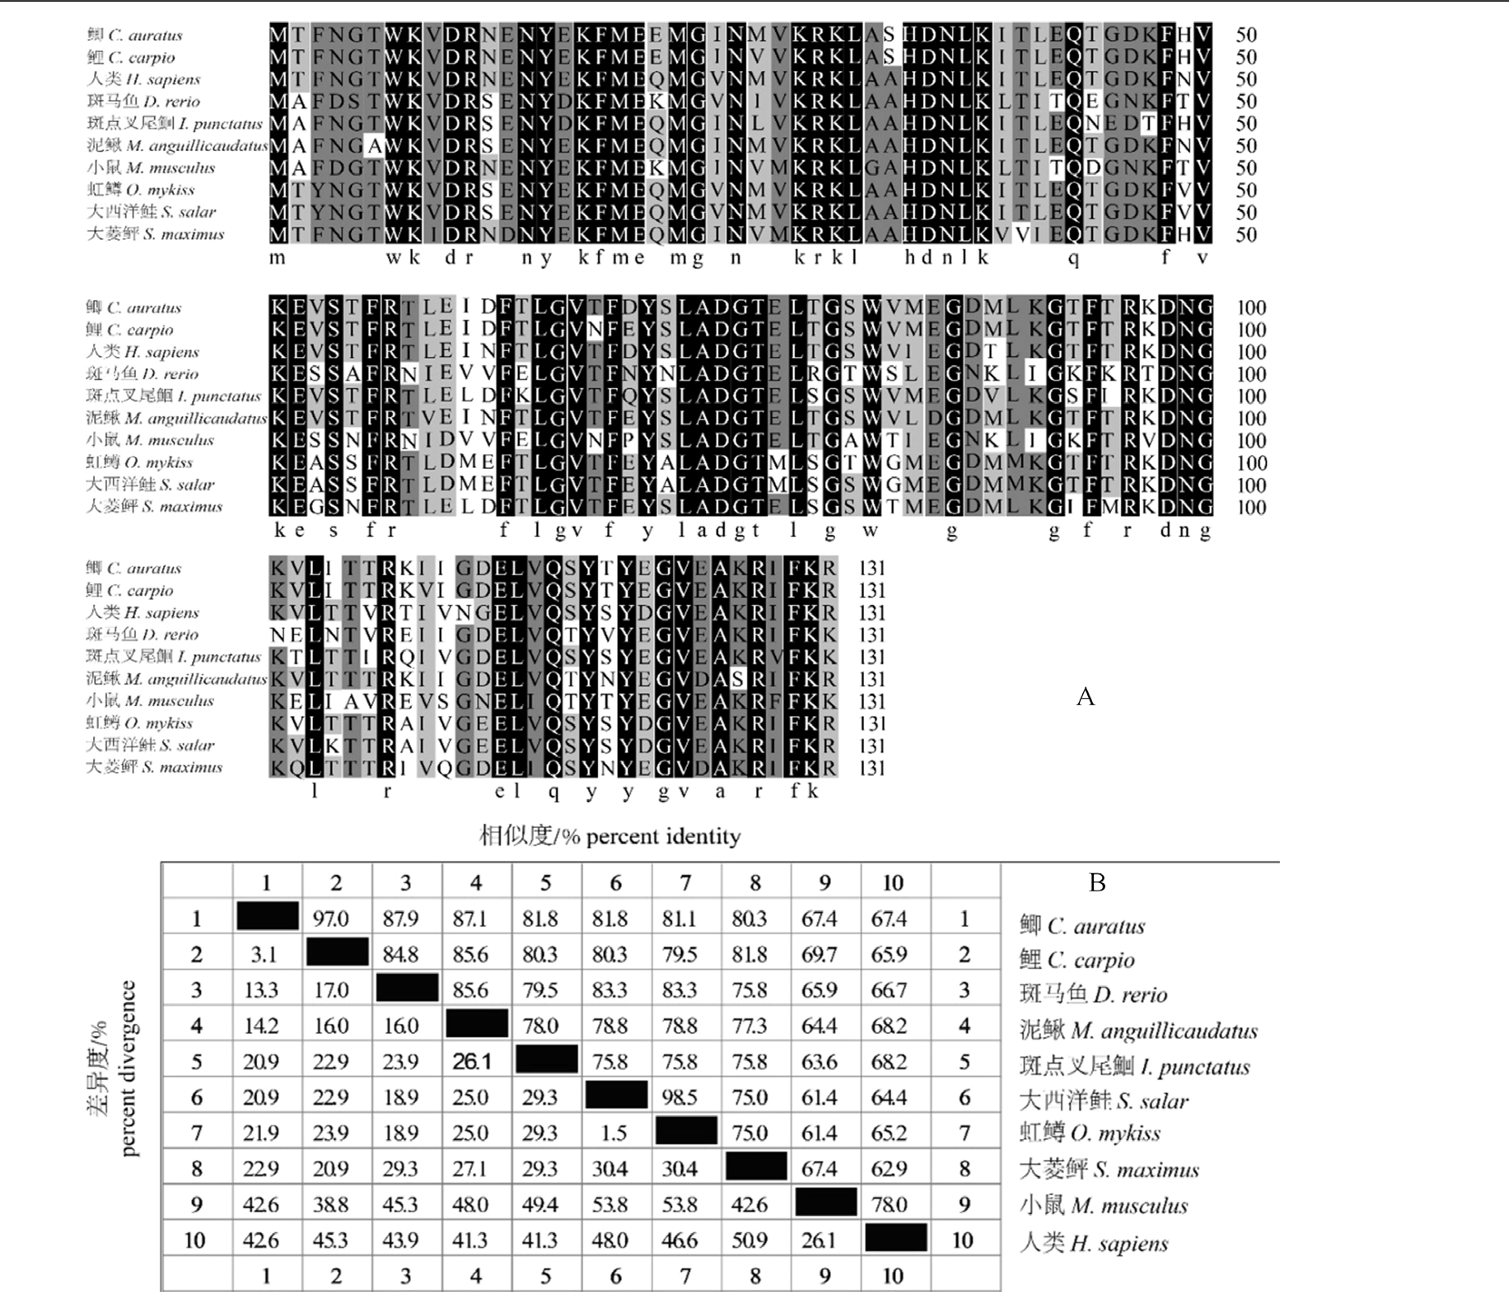 鲫 C. auratus MTFNGTWKVDRNENYEKFMEEMGINMVKRKLASHDNLKITLEQTGDKFHV 50
鲤 C. carpio MTFNGTWKVDRNENYEKFMEEMGINVVKRKLASHDNLKITLEQTGDKFHV 50
人类 H. sapiens MTFNGTWKVDRNENYEKFMEQMGVNMVKRKLAAHDNLKITLEQTGDKFNV 50
斑马鱼 D. rerio MAFDSTWKVDRSENYDKFMEKMGVNIVKRKLAAHDNLKLTITQEGNKFTV 50
斑点叉尾鮰 I. punctatus MAFNGTWKVDRSENYDKFMEQMGINLVKRKLAAHDNLKITLEQNEDTFHV 50
泥鳅 M. anguillicaudatus MAFNGAWKVDRSENYEKFMEQMGINMVKRKLAAHDNLKITLEQTGDKFNV 50
小鼠 M. musculus MAFDGTWKVDRNENYEKFMEKMGINVMKRKLGAHDNLKLTITQDGNKFTV 50
虹鳟 O. mykiss MTYNGTWKVDRSENYEKFMEQMGVNMVKRKLAAHDNLKITLEQTGDKFVV 50
大西洋鲑 S. salar MTYNGTWKVDRSENYEKFMEQMGINMVKRKLAAHDNLKITLEQTGDKFVV 50
大菱鲆 S. maximus MTFNGTWKIDRNDNYEKFMEQMGINMVKRKLAAHDNLKVVIEQTGDKFHV 50
m wk dr ny kfme mg n krkl hdnlk q f v
鲫 C. auratus KEVSTFRTLEIDFTLGVTFDYSLADGTELTGSWVMEGDMLKGTFTRKDNG 100
鲤 C. carpio KEVSTFRTLEIDFTLGVNFEYSLADGTELTGSWVMEGDMLKGTFTRKDNG 100
人类 H. sapiens KEVSTFRTLEINFTLGVTFDYSLADGTELTGSWVIEGDTLKGTFTRKDNG 100
斑马鱼 D. rerio KESSAFRNIEVVFELGVTFNYNLADGTELRGTWSLEGNKLIGKFKRTDNG 100
斑点叉尾鮰 I. punctatus KEVSTFRTLELDFKLGVTFQYSLADGTELSGSWVMEGDVLKGSFIRKDNG 100
泥鳅 M. anguillicaudatus KEVSTFRTVEINFTLGVTFEYSLADGTELTGSWVLDGDMLKGTFTRKDNG 100
小鼠 M. musculus KESSNFRNIDVVFELGVNFPYSLADGTELTGAWTIEGNKLIGKFTRVDNG 100
虹鳟 O. mykiss KEASSFRTLDMEFTLGVTFEYALADGTMLSGTWGMEGDMMKGTFTRKDNG 100
大西洋鲑 S. salar KEASSFRTLDMEFTLGVTFEYALADGTMLSGSWGMEGDMMKGTFTRKDNG 100
大菱鲆 S. maximus KEGSNFRTLELDFTLGVTFEYSLADGTELSGSWTMEGDMLKGIFMRKDNG 100
ke s fr f lgv f y ladgt l g w g g f r dng
鲫 C. auratus KVLITTRKIIGDELVQSYTYEGVEAKRIFKR 131
鲤 C. carpio KVLITTRKVIGDELVQSYTYEGVEAKRIFKR 131
人类 H. sapiens KVLTTVRTIVNGELVQSYSYDGVEAKRIFKR 131
斑马鱼 D. rerio NELNTVREIIGDELVQTYVYEGVEAKRIFKR 131
斑点叉尾鮰 I. punctatus KTLTTIRQIVGDELVQSYSYEGVEAKRVFKK 131
泥鳅 M. anguillicaudatus KVLTTTRKIIGDELVQTYNYEGVDASRIFKR 131
小鼠 M. musculus KELIAVREVSGNELIQTYTYEGVEAKRFFKK 131
虹鳟 O. mykiss KVLTTTRAIVGEELVQSYSYDGVEAKRIFKR 131
大西洋鲑 S. salar KVLKTTRAIVGEELVQSYSYDGVEAKRIFKR 131
大菱鲆 S. maximus KQLTTTRIVQGDELIQSYNYEGVDAKRIFKR 131
l r el q y y gv a r fk
A
相似度/% percent identity
1 2 3 4 5 6 7 8 9 10 B
1 97.0 87.9 87.1 81.8 81.8 81.1 80.3 67.4 67.4 1 鲫 C. auratus
2 3.1 84.8 85.6 80.3 80.3 79.5 81.8 69.7 65.9 2 鲤 C. carpio
3 13.3 17.0 85.6 79.5 83.3 83.3 75.8 65.9 66.7 3 斑马鱼 D. rerio
4 14.2 16.0 16.0 78.0 78.8 78.8 77.3 64.4 68.2 4 泥鳅 M. anguillicaudatus
5 20.9 22.9 23.9 26.1 75.8 75.8 75.8 63.6 68.2 5 斑点叉尾鮰 I. punctatus
6 20.9 22.9 18.9 25.0 29.3 98.5 75.0 61.4 64.4 6 大西洋鲑 S. salar
7 21.9 23.9 18.9 25.0 29.3 1.5 75.0 61.4 65.2 7 虹鳟 O. mykiss
8 22.9 20.9 29.3 27.1 29.3 30.4 30.4 67.4 62.9 8 大菱鲆 S. maximus
9 42.6 38.8 45.3 48.0 49.4 53.8 53.8 42.6 78.0 9 小鼠 M. musculus
10 42.6 45.3 43.9 41.3 41.3 48.0 46.6 50.9 26.1 10 人类 H. sapiens
1 2 3 4 5 6 7 8 9 10
差异度/%
percent divergence